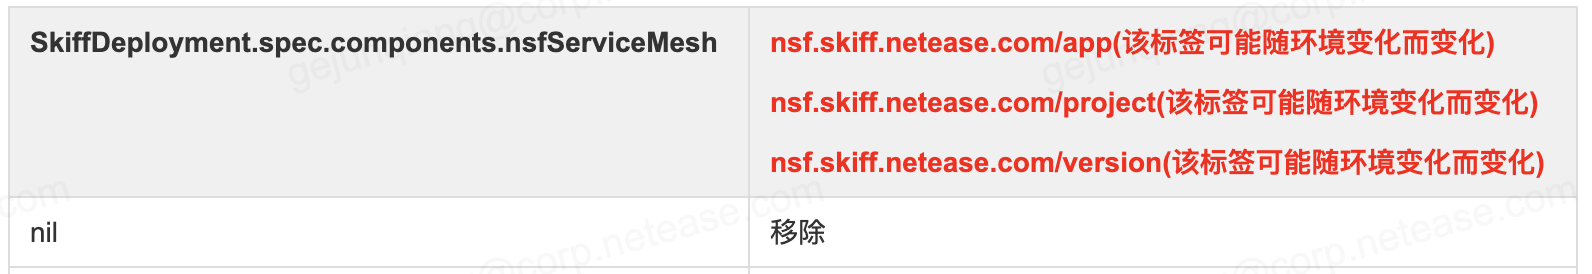 SkiffDeployment.spec.components.nsfServiceMesh
nsf.skiff.netease.com/app(该标签可能随环境变化而变化)
nsf.skiff.netease.com/project(该标签可能随环境变化而变化)
nsf.skiff.netease.com/version(该标签可能随环境变化而变化)
nil
移除